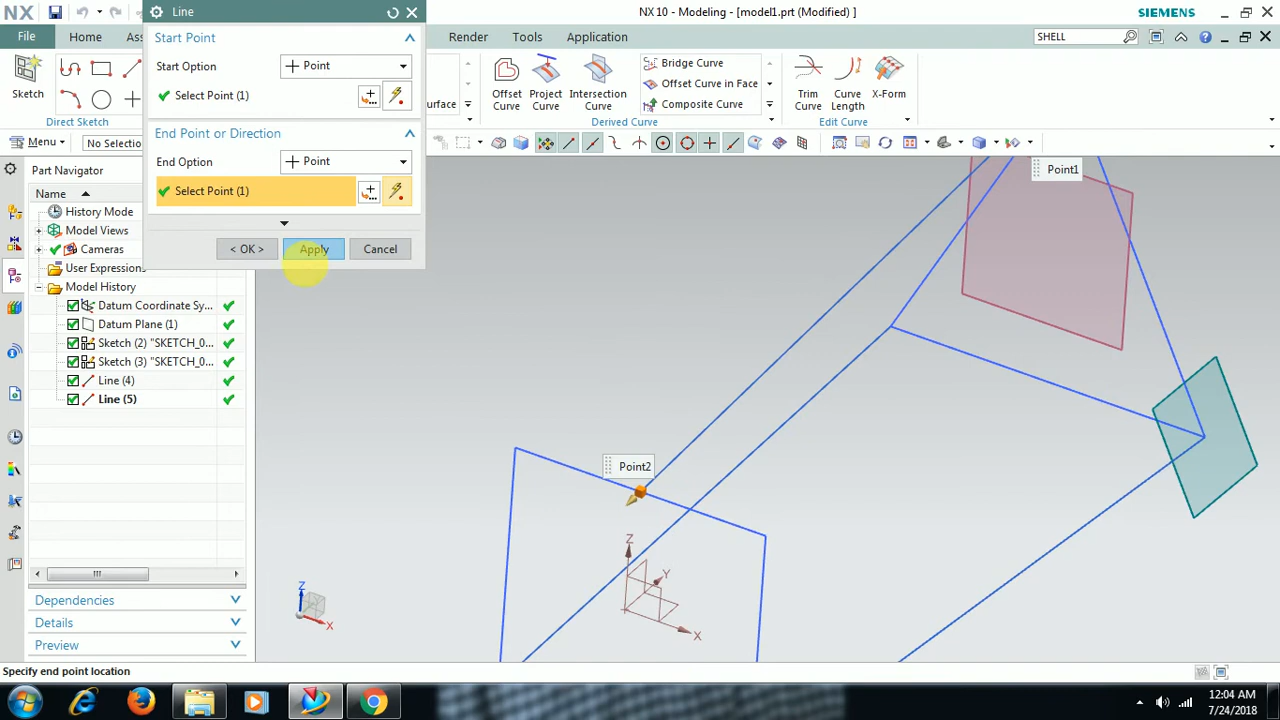 NX
Line
NX 10 - Modeling - [model1.prt (Modified) ]
SIEMENS
File
Home
Ass
Render
Tools
Application
SHELL
Start Point
Start Option
Point
Select Point (1)
End Point or Direction
End Option
Point
Select Point (1)
< OK >
Apply
Cancel
Sketch
Direct Sketch
urface
Offset
Curve
Project
Curve
Intersection
Curve
Bridge Curve
Offset Curve in Face
Composite Curve
Derived Curve
Trim
Curve
Curve
Length
X-Form
Edit Curve
Menu
No Selection
Part Navigator
Name
History Mode
Model Views
Cameras
User Expressions
Model History
Datum Coordinate Sy...
Datum Plane (1)
Sketch (2) "SKETCH_0...
Sketch (3) "SKETCH_0...
Line (4)
Line (5)
Dependencies
Details
Preview
Point1
Point2
Z
Y
X
Z
X
Specify end point location
12:04 AM
7/24/2018